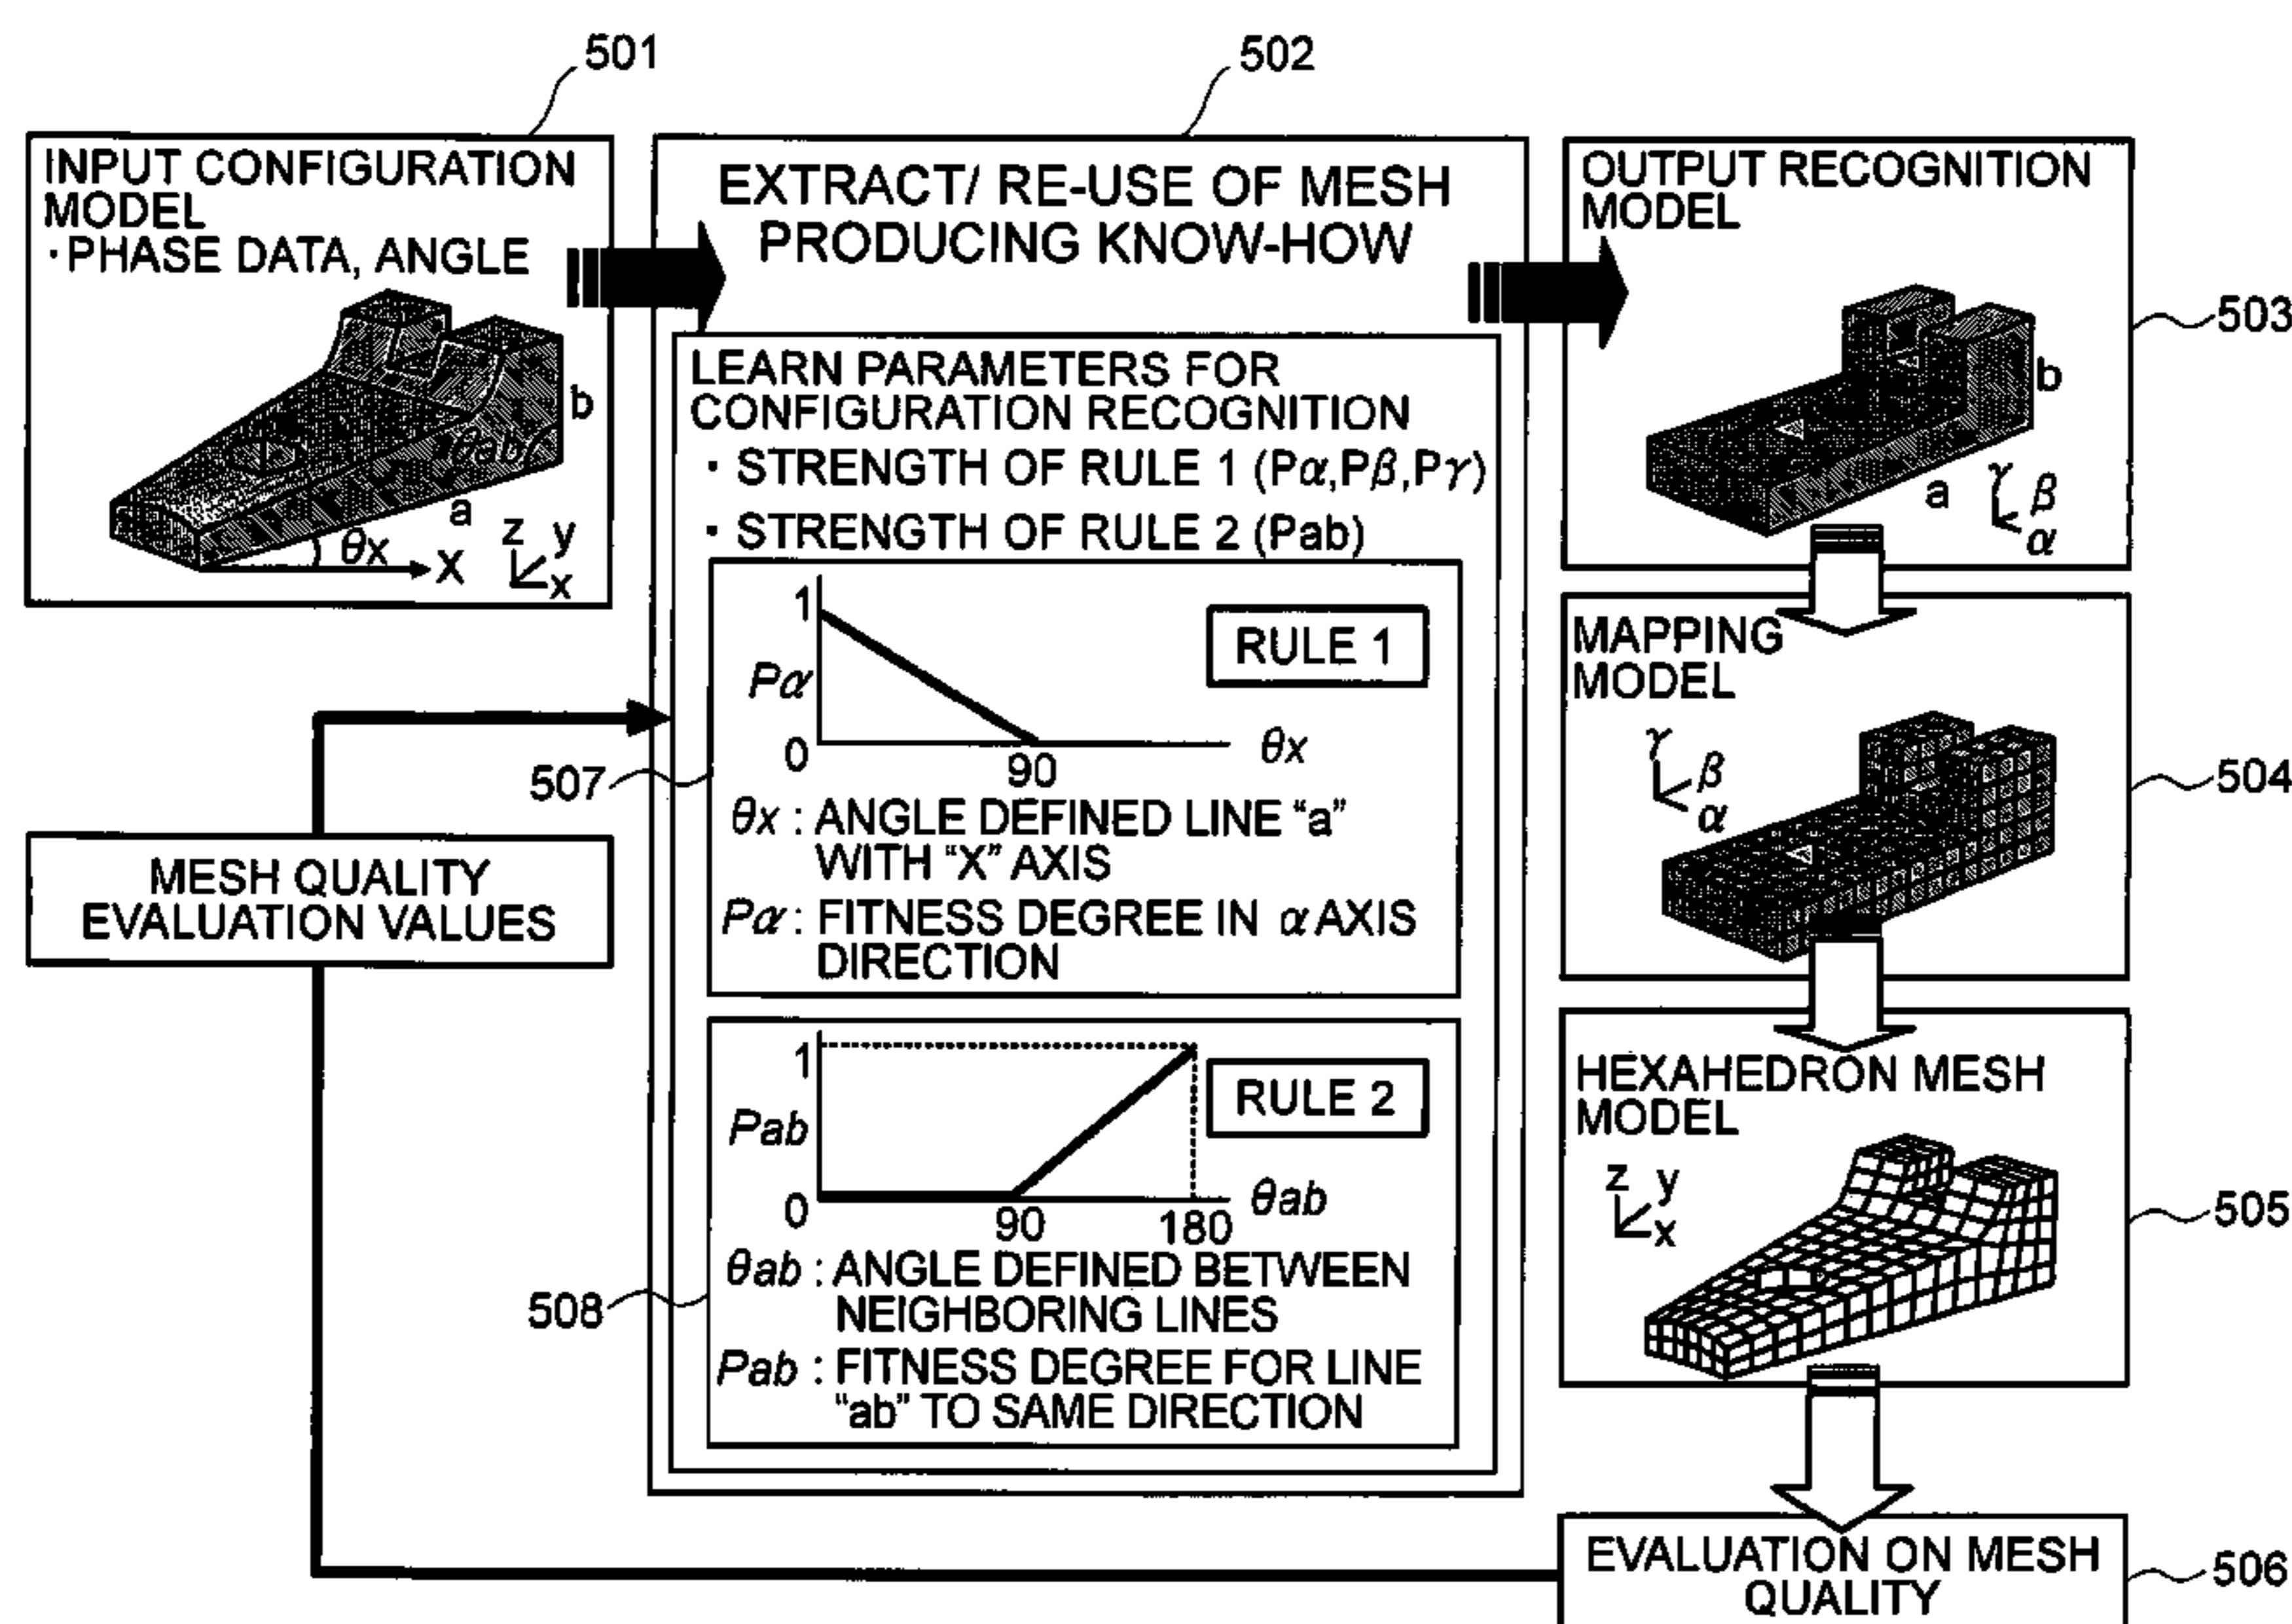 501
502
INPUT CONFIGURATION
MODEL
・PHASE DATA, ANGLE
b
θab
a
θx
X
z
y
x
EXTRACT/ RE-USE OF MESH
PRODUCING KNOW-HOW
LEARN PARAMETERS FOR
CONFIGURATION RECOGNITION
・STRENGTH OF RULE 1 (Pα,Pβ,Pγ)
・STRENGTH OF RULE 2 (Pab)
1
Pα
0
90
θx
RULE 1
507
θx : ANGLE DEFINED LINE “a”
WITH “X” AXIS
Pα : FITNESS DEGREE IN α AXIS
DIRECTION
1
Pab
0
90
180
θab
RULE 2
508
θab : ANGLE DEFINED BETWEEN
NEIGHBORING LINES
Pab : FITNESS DEGREE FOR LINE
“ab” TO SAME DIRECTION
OUTPUT RECOGNITION
MODEL
503
b
a
γ
β
α
MAPPING
MODEL
γ
β
α
504
HEXAHEDRON MESH
MODEL
z
y
x
505
EVALUATION ON MESH
QUALITY
506
MESH QUALITY
EVALUATION VALUES